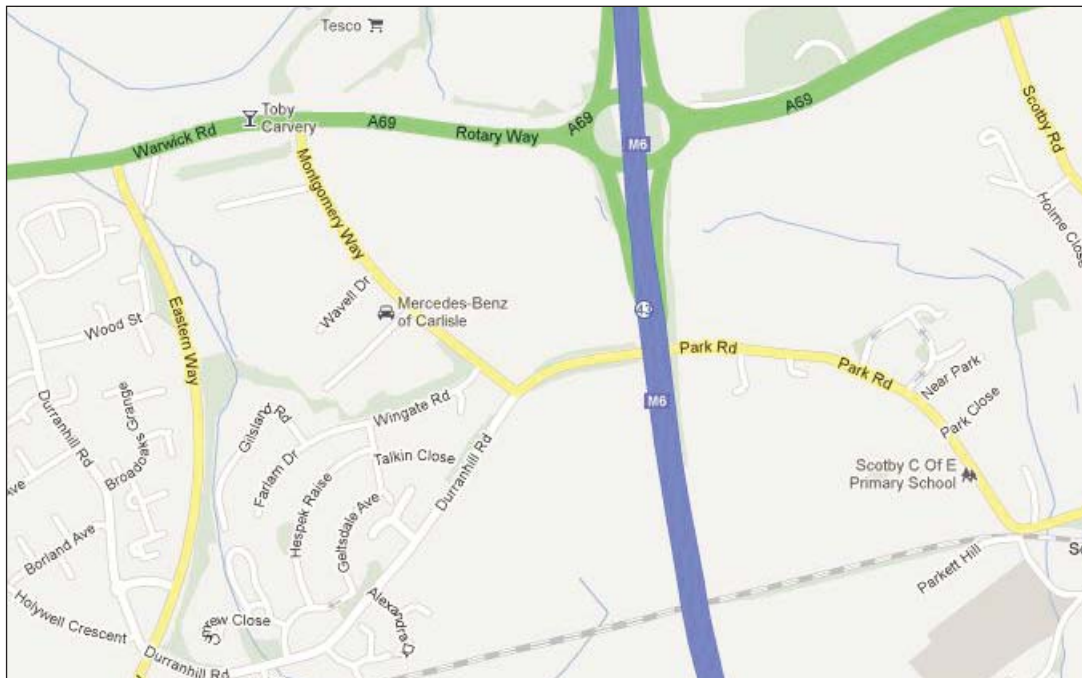 Tesco
Toby
Carvery
Warwick Rd
A69
Rotary Way
A69
A69
M6
Scotby Rd
Holme Close
Montgomery Way
Eastern Way
Wavell Dr
Mercedes-Benz
of Carlisle
43
Wood St
Park Rd
Park Rd
Near Park
Park Close
M6
Durranhill Rd
Broadoaks Grange
Gilsland Rd
Wingate Rd
Farlam Dr
Talkin Close
Durranhill Rd
Hespek Raise
Geltsdale Ave
Scotby C Of E
Primary School
Ave
Borland Ave
Holywell Crescent
Close
Alexandra
Durranhill Rd
Parkett Hill
Sc